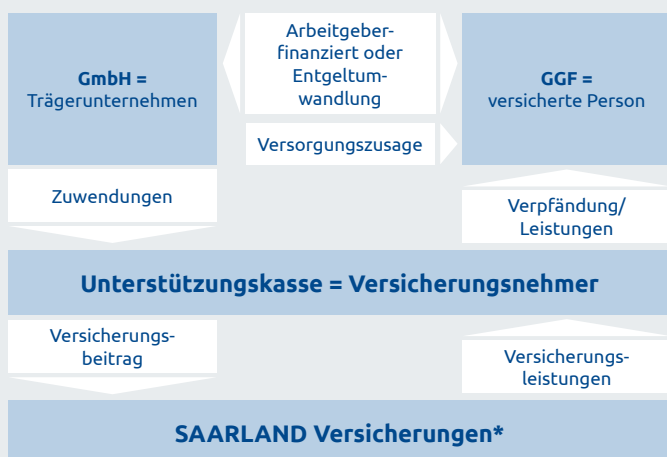 GmbH =
Trägerunternehmen
Arbeitgeber-
finanziert oder
Entgeltum-
wandlung
GGF =
versicherte Person
Versorgungszusage
Zuwendungen
Verpfändung/
Leistungen
Unterstützungskasse = Versicherungsnehmer
Versicherungs-
beitrag
Versicherungs-
leistungen
SAARLAND Versicherungen*